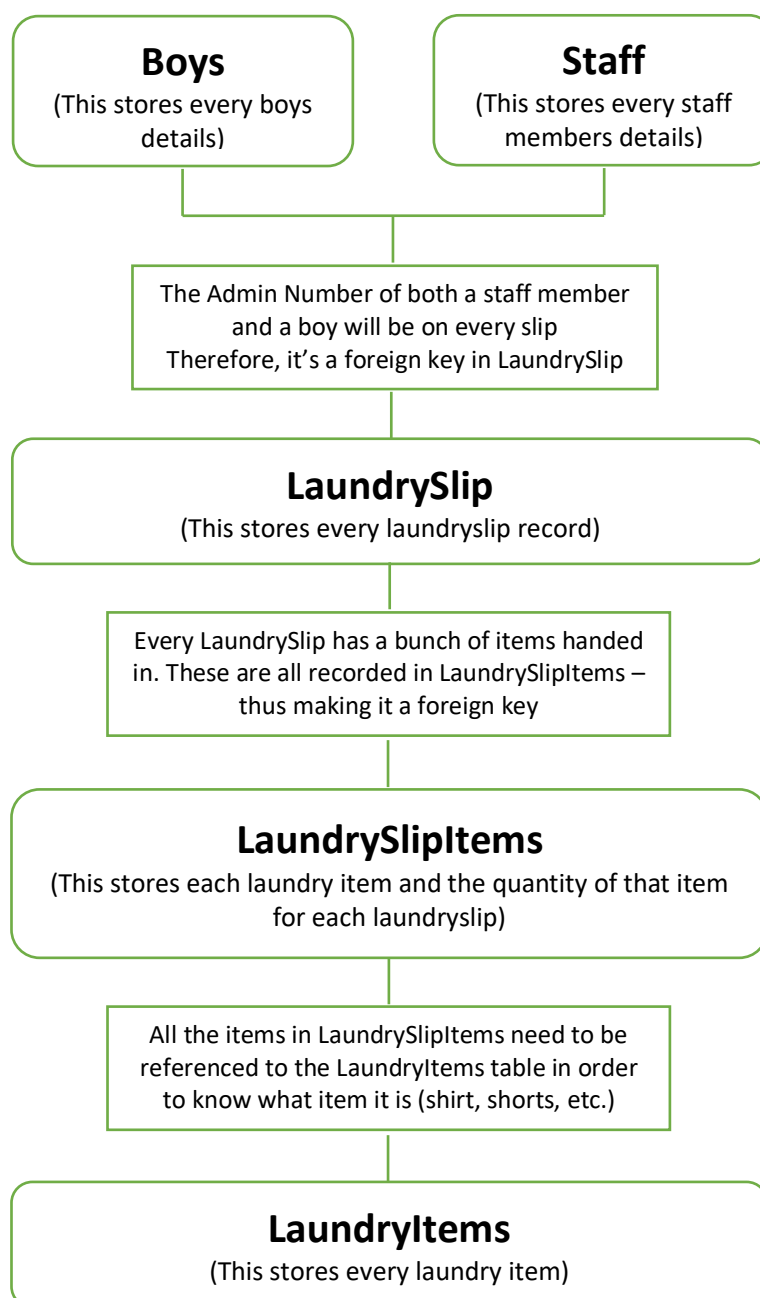 Boys
(This stores every boys
details)
Staff
(This stores every staff
members details)
The Admin Number of both a staff member
and a boy will be on every slip
Therefore, it’s a foreign key in LaundrySlip
LaundrySlip
(This stores every laundryslip record)
Every LaundrySlip has a bunch of items handed
in. These are all recorded in LaundrySlipItems –
thus making it a foreign key
LaundrySlipItems
(This stores each laundry item and the quantity of that item
for each laundryslip)
All the items in LaundrySlipItems need to be
referenced to the LaundryItems table in order
to know what item it is (shirt, shorts, etc.)
LaundryItems
(This stores every laundry item)